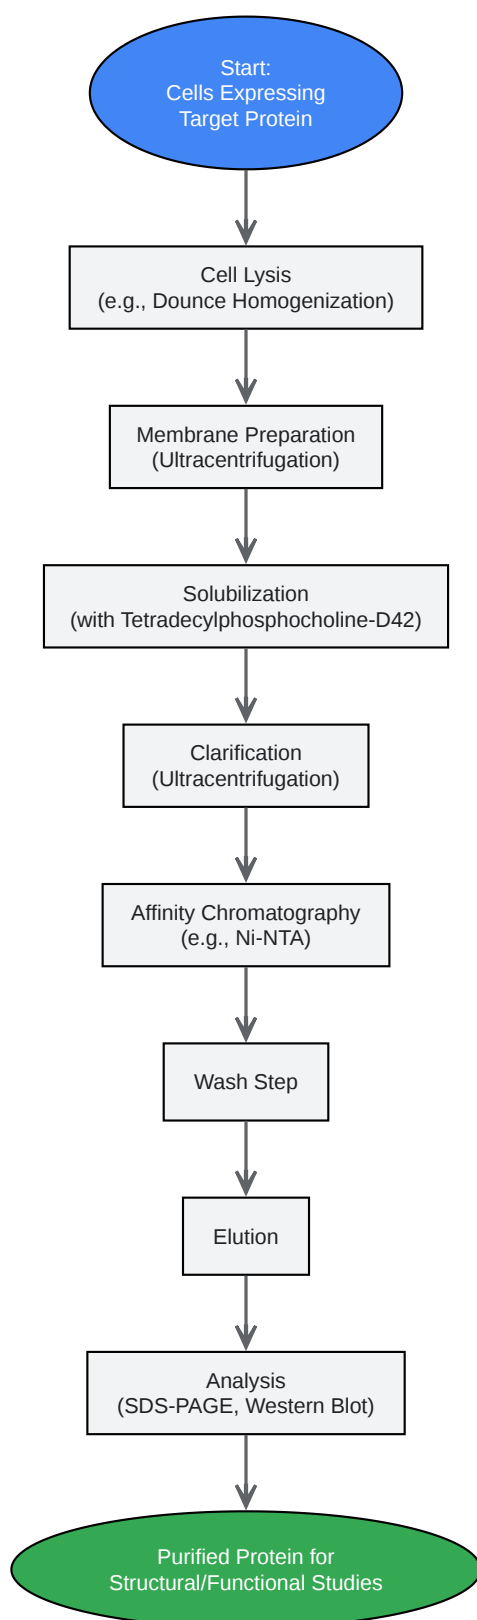 Start:
Cells Expressing
Target Protein
Cell Lysis
(e.g., Dounce Homogenization)
Membrane Preparation
(Ultracentrifugation)
Solubilization
(with Tetradecylphosphocholine-D42)
Clarification
(Ultracentrifugation)
Affinity Chromatography
(e.g., Ni-NTA)
Wash Step
Elution
Analysis
(SDS-PAGE, Western Blot)
Purified Protein for
Structural/Functional Studies